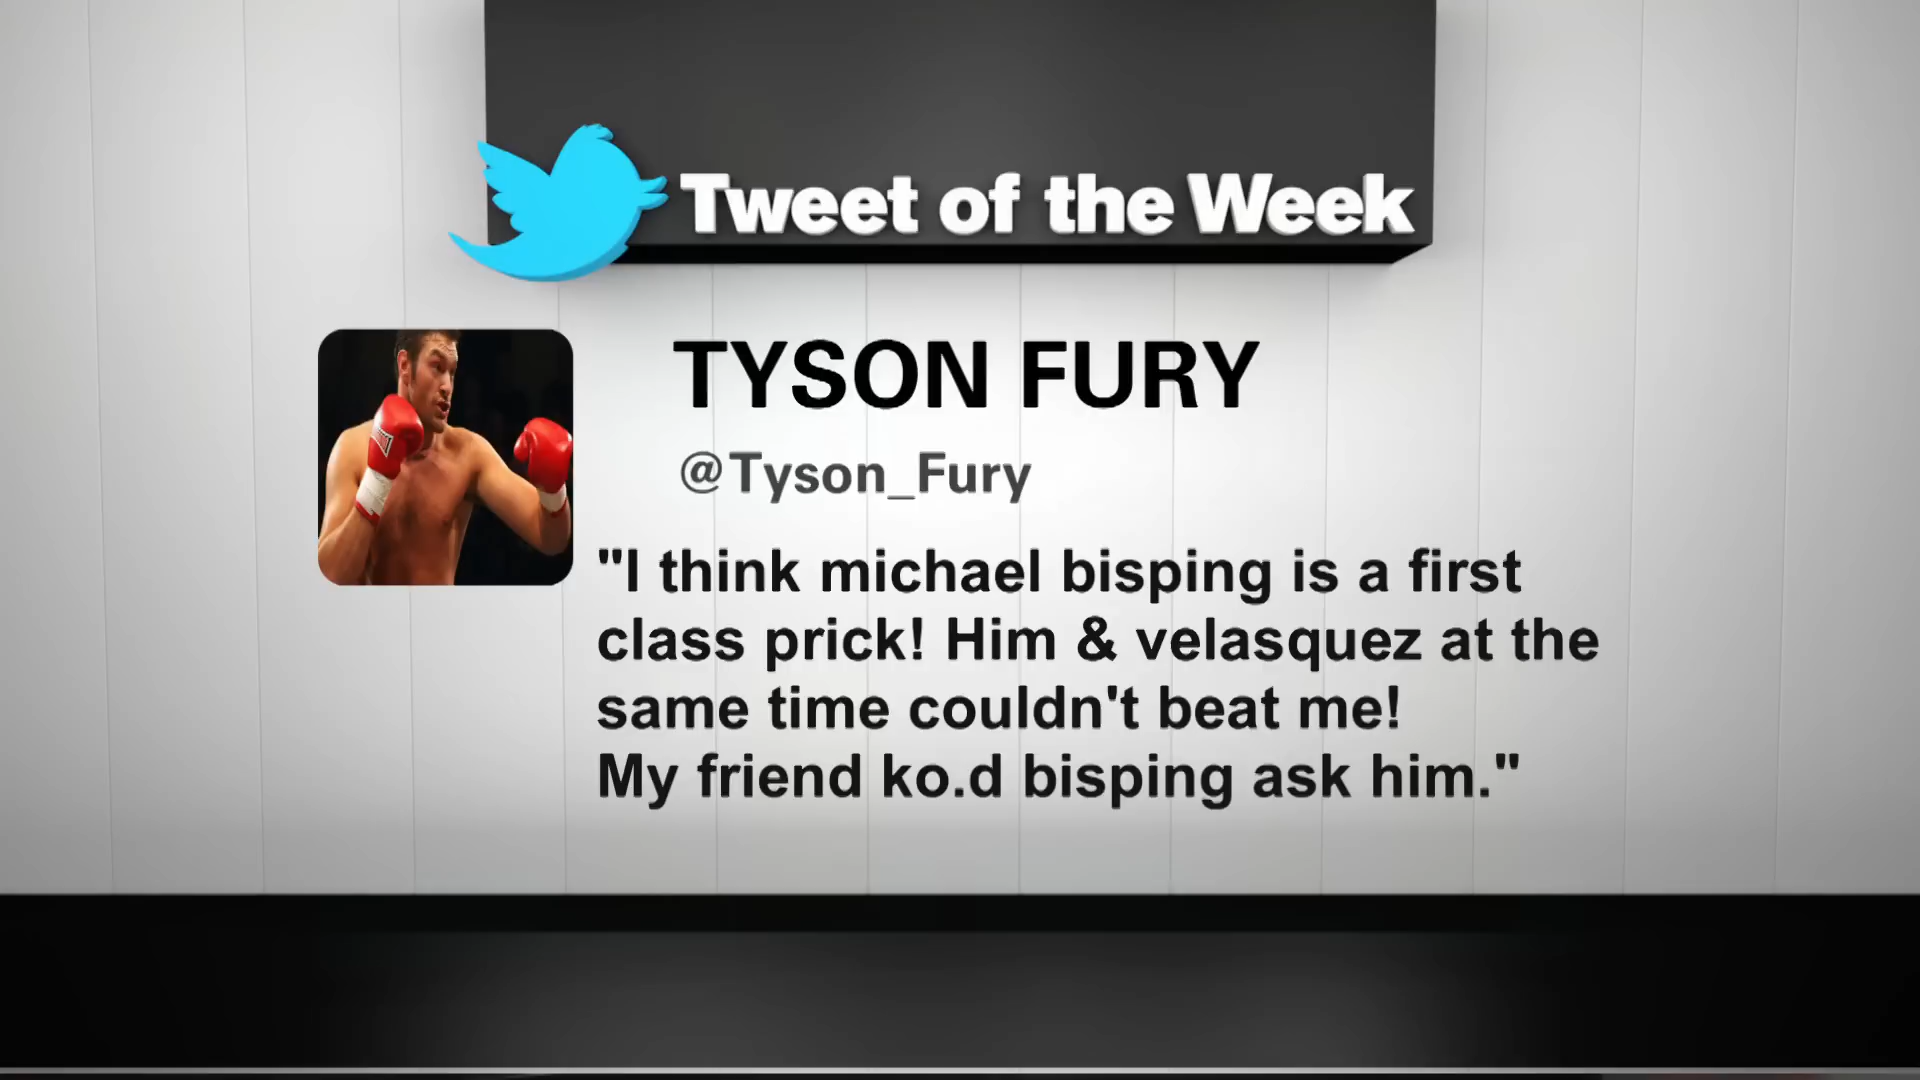 Tweet of the Week
TYSON FURY
@Tyson_Fury
"I think michael bisping is a first
class prick! Him & velasquez at the
same time couldn't beat me!
My friend ko.d bisping ask him."